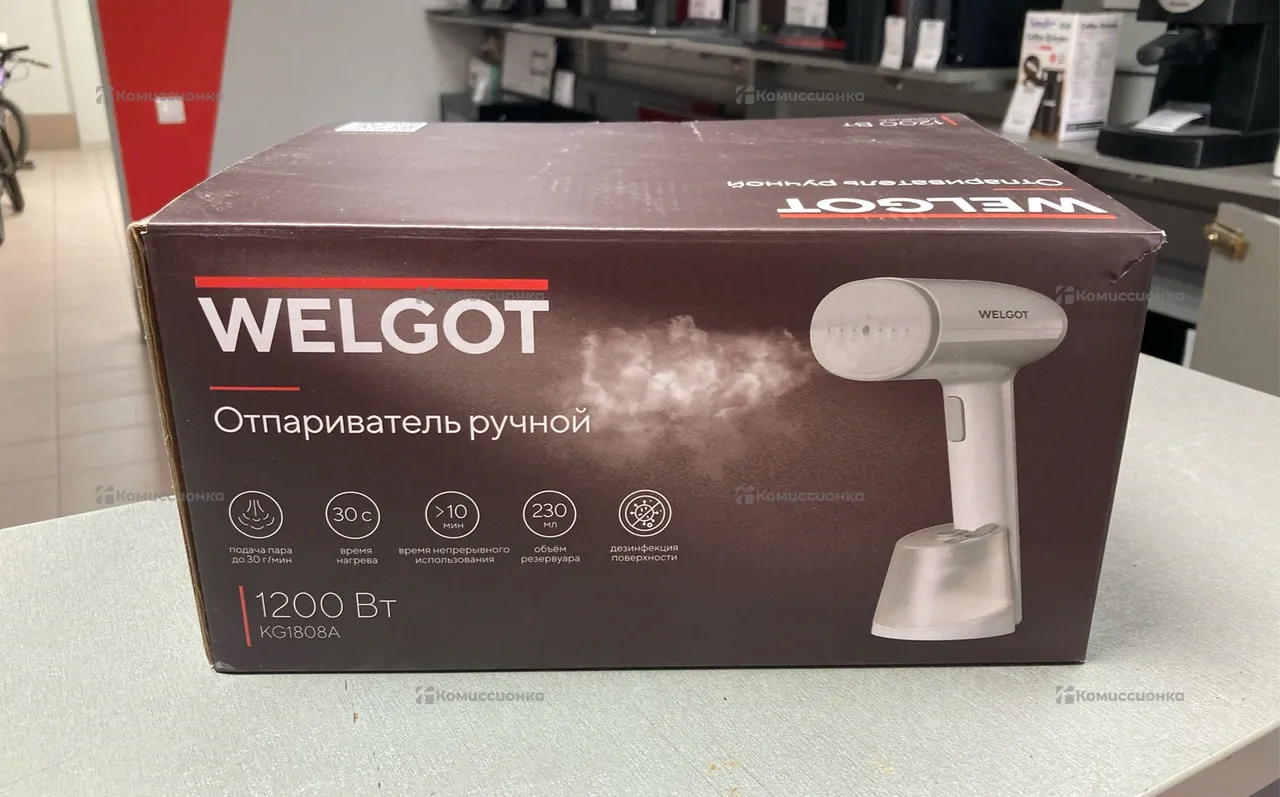 1200 Вт
Отпариватель ручной
WELGOT
WELGOT
Отпариватель ручной
WELGOT
подача пара
до 30 г/мин
30 с
время
нагрева
>10
мин
время непрерывного
использования
230
мл
объём
резервуара
дезинфекция
поверхности
1200 Вт
KG1808A
Комиссионка
Комиссионка
Комиссионка
Комиссионка
Комиссионка
Комиссионка
Комиссионка
Комиссионка